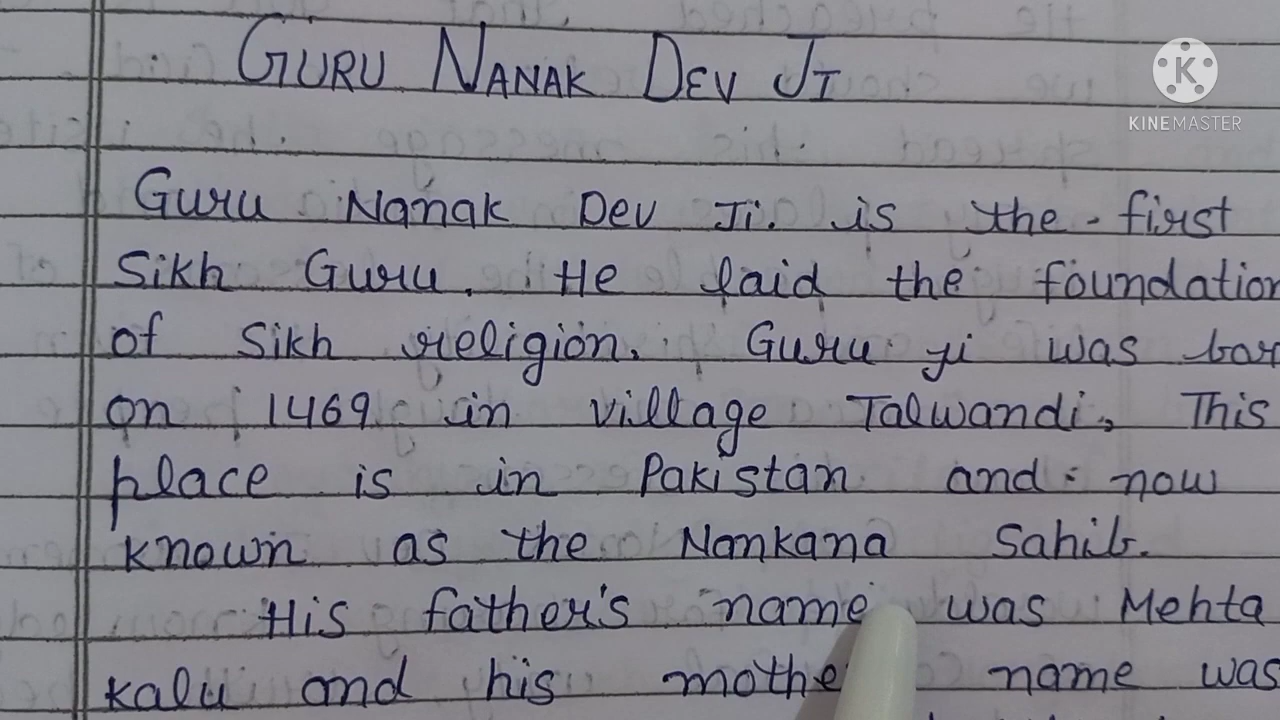 GURU NANAK DEV JI
K
KINEMASTER
Guru Nanak Dev Ji. is the first
Sikh Guru. He laid the foundation
of Sikh religion. Guru ji was bor
on 1469 in village Talwandi. This
place is in Pakistan and now
known as the Nankana Sahib.
His father's name was Mehta
kalu and his mothe name was